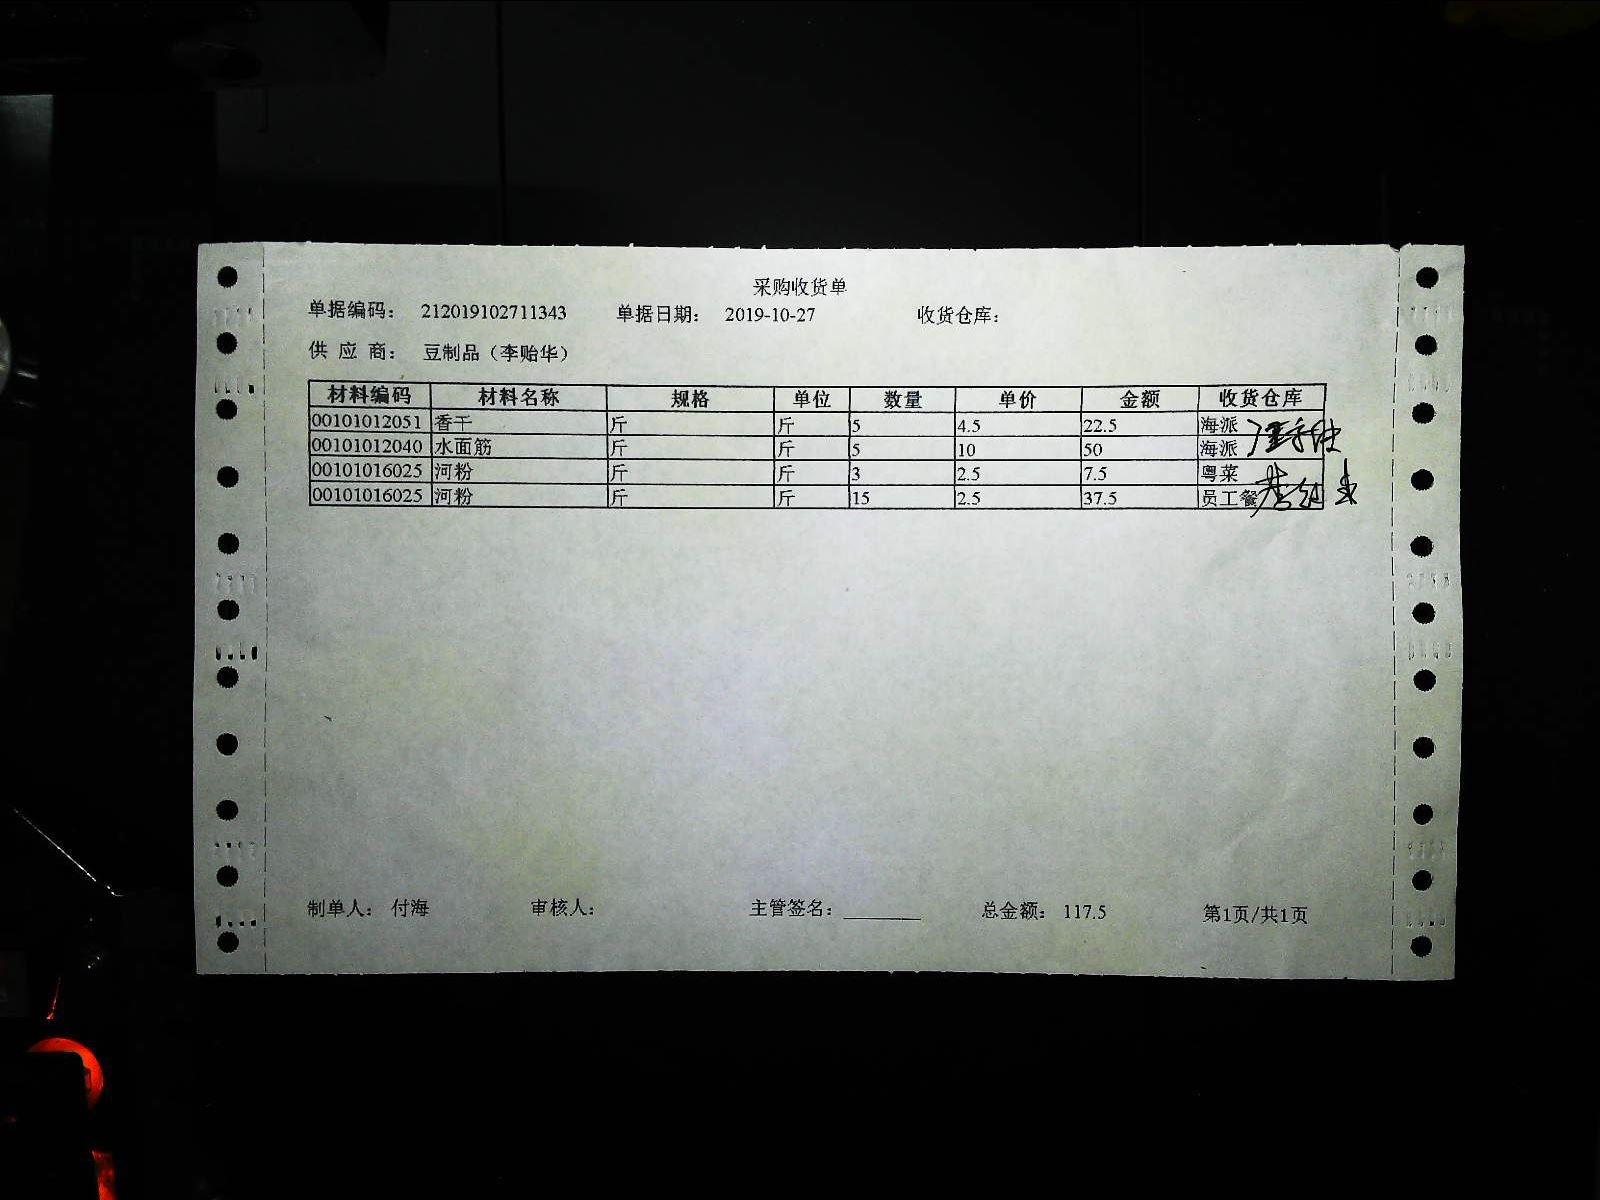 采购收货单
单据编码： 212019102711343 单据日期： 2019-10-27 收货仓库：
供 应 商： 豆制品（李贻华）
材料编码 材料名称 规格 单位 数量 单价 金额 收货仓库
00101012051 香干 斤 斤 5 4.5 22.5 海派
00101012040 水面筋 斤 斤 5 10 50 海派
00101016025 河粉 斤 斤 3 2.5 7.5 粤菜
00101016025 河粉 斤 斤 15 2.5 37.5 员工餐
制单人： 付海 审核人： 主管签名： ________ 总金额： 117.5 第1页/共1页